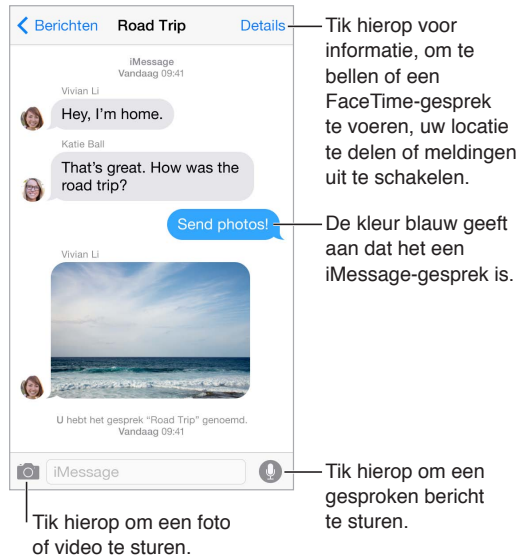 Berichten Road Trip Details
iMessage
Vandaag 09:41
Vivian Li
Hey, I'm home.
Katie Ball
That's great. How was the
road trip?
Send photos!
Vivian Li
U hebt het gesprek “Road Trip” genoemd.
Vandaag 09:41
iMessage
Tik hierop voor
informatie, om te
bellen of een
FaceTime-gesprek
te voeren, uw locatie
te delen of meldingen
uit te schakelen.
De kleur blauw geeft
aan dat het een
iMessage-gesprek is.
Tik hierop om een
gesproken bericht
te sturen.
Tik hierop om een foto
of video te sturen.